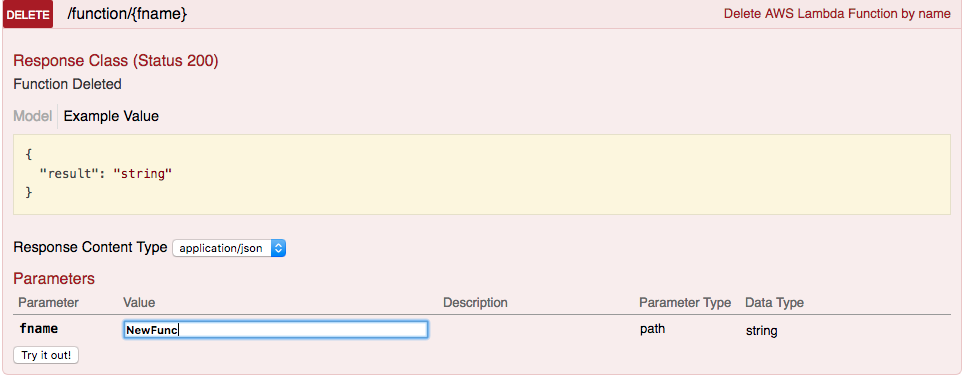 DELETE /function/{fname} Delete AWS Lambda Function by name
Response Class (Status 200)
Function Deleted
Model Example Value
{
"result": "string"
}
Response Content Type application/json
Parameters
Parameter Value Description Parameter Type Data Type
fname NewFunc path string
Try it out!